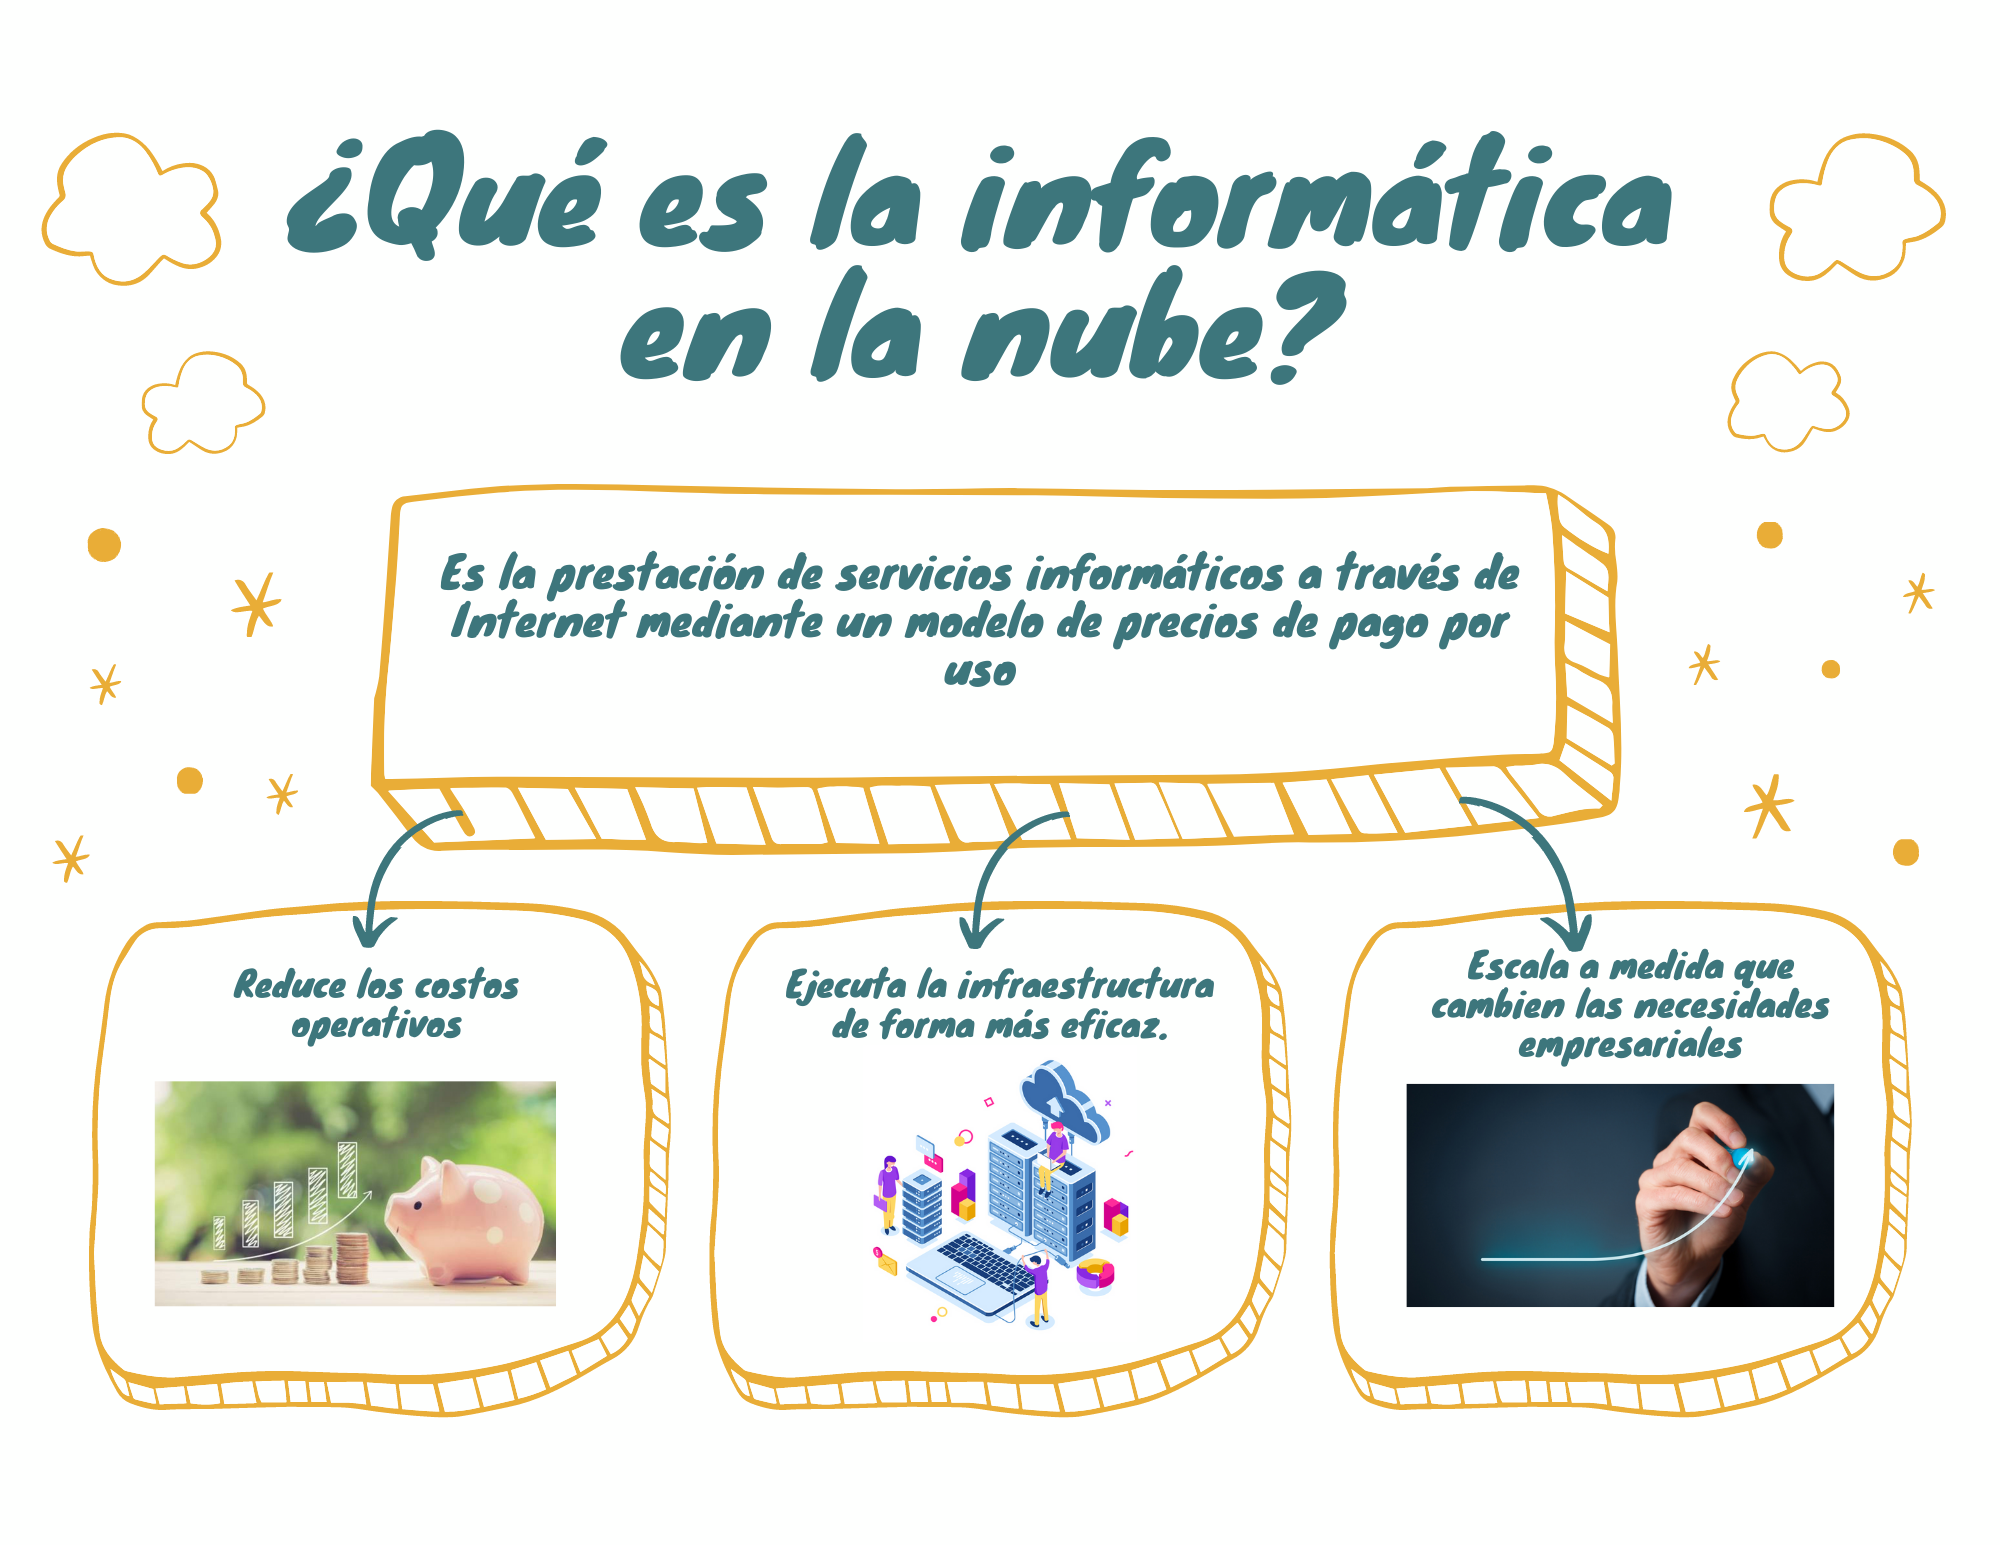 ¿Qué es la informática
en la nube?
Es la prestación de servicios informáticos a través de
Internet mediante un modelo de precios de pago por
uso
Reduce los costos
operativos
Ejecuta la infraestructura
de forma más eficaz.
Escala a medida que
cambien las necesidades
empresariales